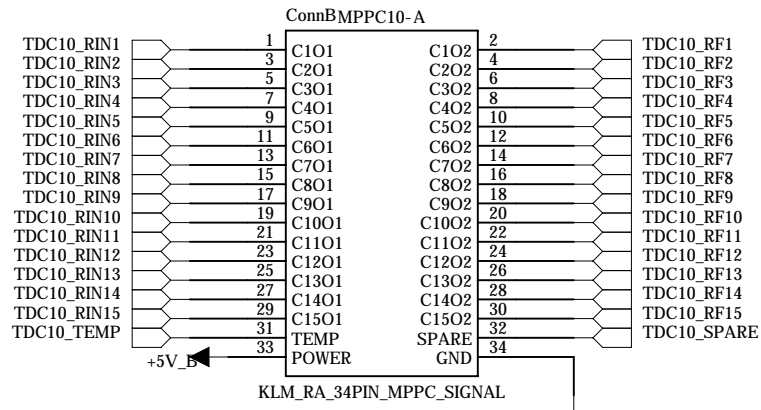 ConnBMPPC10-A
TDC10_RIN1 1 C1O1 C1O2 2 TDC10_RF1
TDC10_RIN2 3 C2O1 C2O2 4 TDC10_RF2
TDC10_RIN3 5 C3O1 C3O2 6 TDC10_RF3
TDC10_RIN4 7 C4O1 C4O2 8 TDC10_RF4
TDC10_RIN5 9 C5O1 C5O2 10 TDC10_RF5
TDC10_RIN6 11 C6O1 C6O2 12 TDC10_RF6
TDC10_RIN7 13 C7O1 C7O2 14 TDC10_RF7
TDC10_RIN8 15 C8O1 C8O2 16 TDC10_RF8
TDC10_RIN9 17 C9O1 C9O2 18 TDC10_RF9
TDC10_RIN10 19 C10O1 C10O2 20 TDC10_RF10
TDC10_RIN11 21 C11O1 C11O2 22 TDC10_RF11
TDC10_RIN12 23 C12O1 C12O2 24 TDC10_RF12
TDC10_RIN13 25 C13O1 C13O2 26 TDC10_RF13
TDC10_RIN14 27 C14O1 C14O2 28 TDC10_RF14
TDC10_RIN15 29 C15O1 C15O2 30 TDC10_RF15
TDC10_TEMP 31 TEMP SPARE 32 TDC10_SPARE
+5V_B 33 POWER GND 34
KLM_RA_34PIN_MPPC_SIGNAL